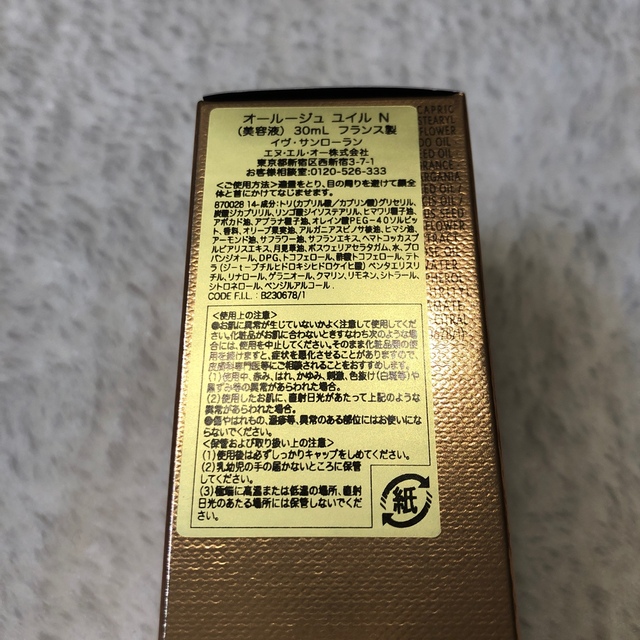 オールージュ ユイル N
(美容液) 30mL フランス製
イヴ・サンローラン
エヌ・エル・オー株式会社
東京都新宿区西新宿3-7-1
お客様相談室:0120-526-333
<ご使用方法>適量をとり、目の周りを避けて顔全
体と首にかけてなじませます。
870028 14-成分:トリ(カプリル酸/カプリン酸)グリセリル、
炭酸ジカプリリル、リンゴ酸ジイソステアリル、ヒマワリ種子油、
アボカド油、アブラナ種子油、オレイン酸PEG-40ソルビッ
ト、香料、オリーブ果実油、アルガニアスピノサ核油、ヒマシ油、
アーモンド油、サフラワー油、サフランエキス、ヘマトコッカスプ
ルビアリスエキス、月見草油、ボスウェリアセラタガム、水、プロ
パンジオール、DPG、トコフェロール、酢酸トコフェロール、テト
ラ(ジ-t-ブチルヒドロキシヒドロケイヒ酸)ペンタエリスリ
チル、リナロール、ゲラニオール、クマリン、リモネン、シトラール、
シトロネロール、ベンジルアルコール.
CODE F.I.L. : B230678/1
<使用上の注意>
●お肌に異常が生じていないかよく注意して使用してくだ
さい。化粧品がお肌に合わないときすなわち次のような場
合には、使用を中止してください。そのまま化粧品類の使
用を続けますと、症状を悪化させることがありますので、
皮膚科専門医等にご相談されることをおすすめします。
(1)使用中、赤み、はれ、かゆみ、刺激、色抜け(白斑等)や
黒ずみ等の異常があらわれた場合。
(2)使用したお肌に、直射日光があたって上記のような
異常があらわれた場合。
●傷やはれもの、湿疹等、異常のある部位にはお使いにな
らないでください。
<保管および取り扱い上の注意>
(1)使用後は必ずしっかりキャップをしめてください。
(2)乳幼児の手の届かないところに保管
してください。
(3)極端に高温または低温の場所、直射
日光のあたる場所には保管しないでくだ
さい。
紙
CAPRIC
STEARYL
FLOWER
DO OIL
EED OIL
RANCE
RGANIA